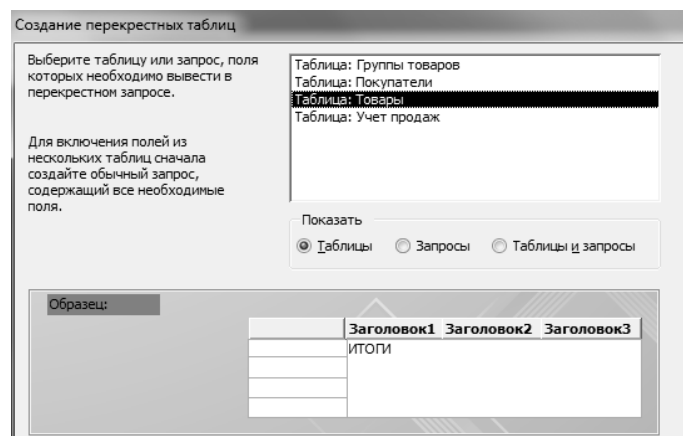 Создание перекрестных таблиц
Выберите таблицу или запрос, поля
которых необходимо вывести в
перекрестном запросе.
Для включения полей из
нескольких таблиц сначала
создайте обычный запрос,
содержащий все необходимые
поля.
Таблица: Группы товаров
Таблица: Покупатели
Таблица: Товары
Таблица: Учет продаж
Показать
Таблицы Запросы Таблицы и запросы
Образец:
Заголовок1 Заголовок2 Заголовок3
ИТОГИ